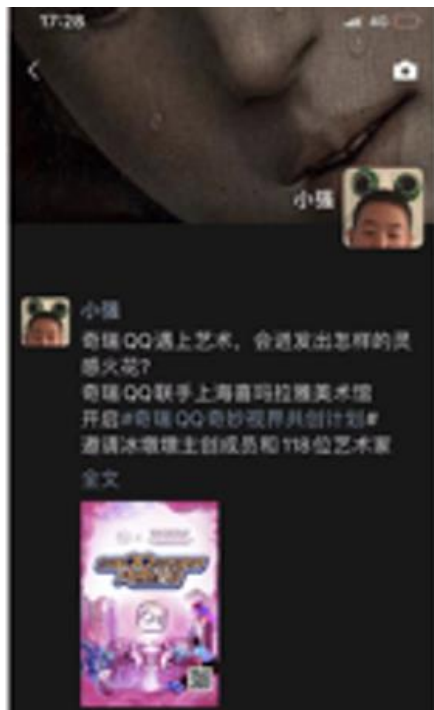 17:28
4G
小强
小强
奇瑞QQ遇上艺术，会迸发出怎样的灵
感火花？
奇瑞QQ联手上海喜玛拉雅美术馆
开启#奇瑞QQ奇妙视界共创计划#
邀请冰墩墩主创成员和118位艺术家
全文